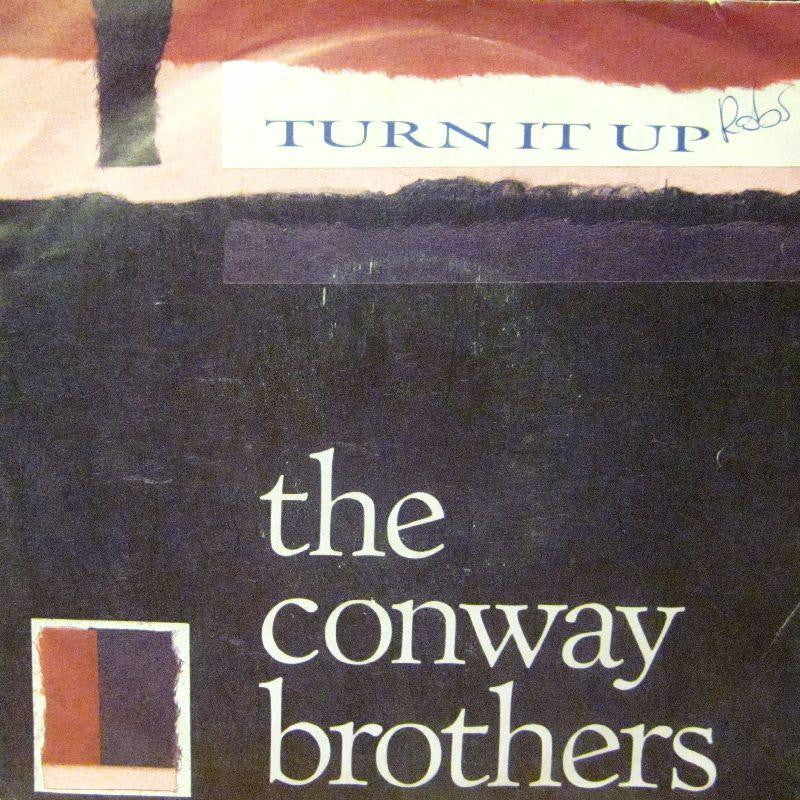 TURN IT UP
the
conway
brothers